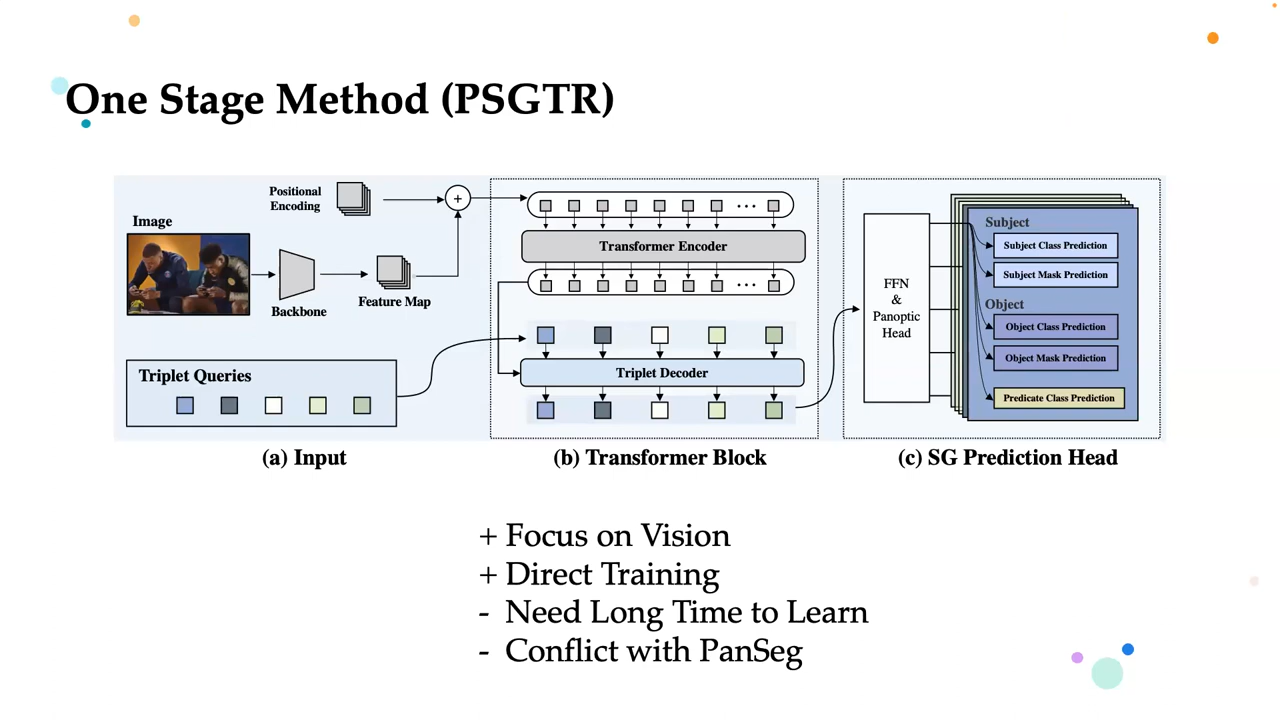 One Stage Method (PSGTR)
Positional
Encoding
+
Image
Backbone
Feature Map
Triplet Queries
(a) Input
...
Transformer Encoder
...
Triplet Decoder
(b) Transformer Block
FFN
&
Panoptic
Head
Subject
Subject Class Prediction
Subject Mask Prediction
Object
Object Class Prediction
Object Mask Prediction
Predicate Class Prediction
(c) SG Prediction Head
+ Focus on Vision
+ Direct Training
- Need Long Time to Learn
- Conflict with PanSeg